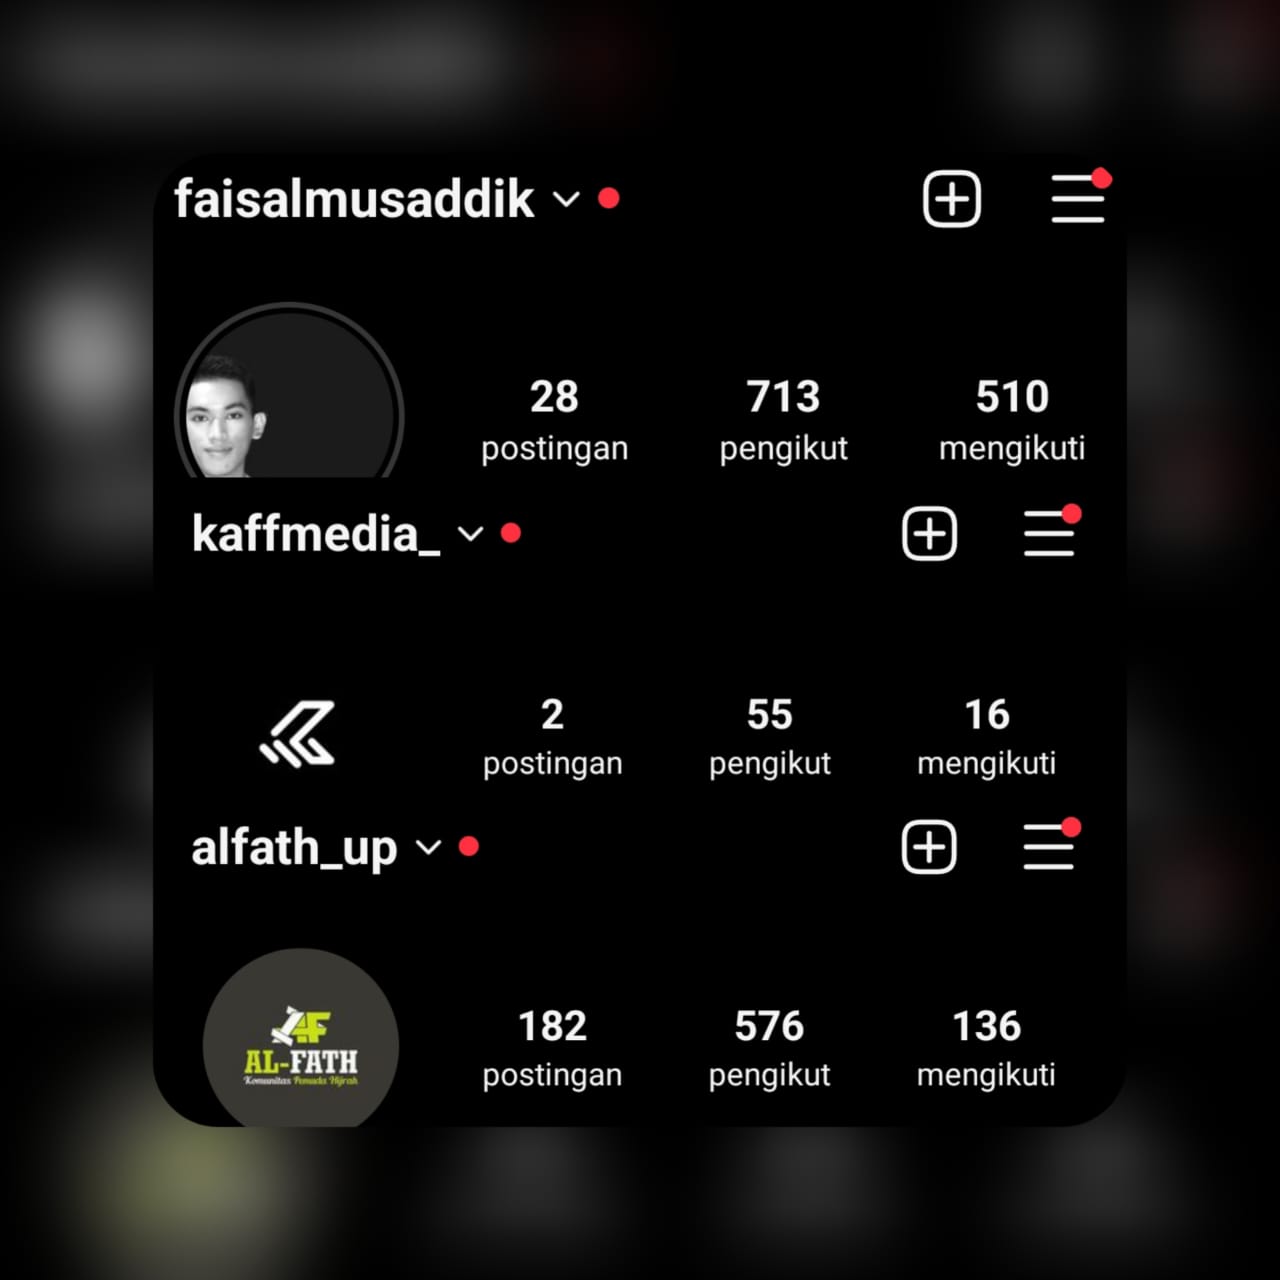 faisalmusaddik
28 713 510
postingan pengikut mengikuti
kaffmedia_
2 55 16
postingan pengikut mengikuti
alfath_up
AF
AL-FATH
Komunitas Pemuda Hijrah
182 576 136
postingan pengikut mengikuti